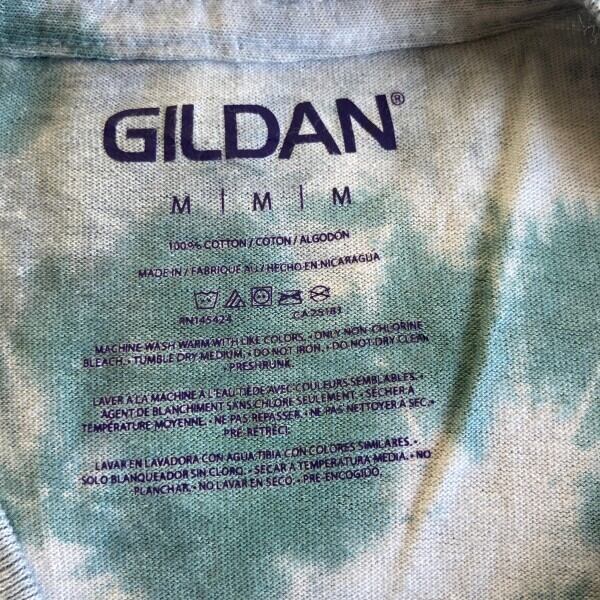 GILDAN®
M | M | M
100% COTTON / COTON / ALGODÓN
MADE IN / FABRIQUÉ AU / HECHO EN NICARAGUA
RN145424 CA 25181
MACHINE WASH WARM WITH LIKE COLORS. • ONLY NON-CHLORINE
BLEACH. • TUMBLE DRY MEDIUM. • DO NOT IRON. • DO NOT DRY CLEAN
• PRESHRUNK.
LAVER À LA MACHINE À L'EAU TIÈDE AVEC COULEURS SEMBLABLES. •
AGENT DE BLANCHIMENT SANS CHLORE SEULEMENT. • SÉCHER À
TEMPÉRATURE MOYENNE. • NE PAS REPASSER. • NE PAS NETTOYER À SEC. •
PRÉ-RÉTRÉCI.
LAVAR EN LAVADORA CON AGUA TIBIA CON COLORES SIMILARES. •
SOLO BLANQUEADOR SIN CLORO. • SECAR A TEMPERATURA MEDIA. • NO
PLANCHAR. • NO LAVAR EN SECO. • PRE-ENCOGIDO.